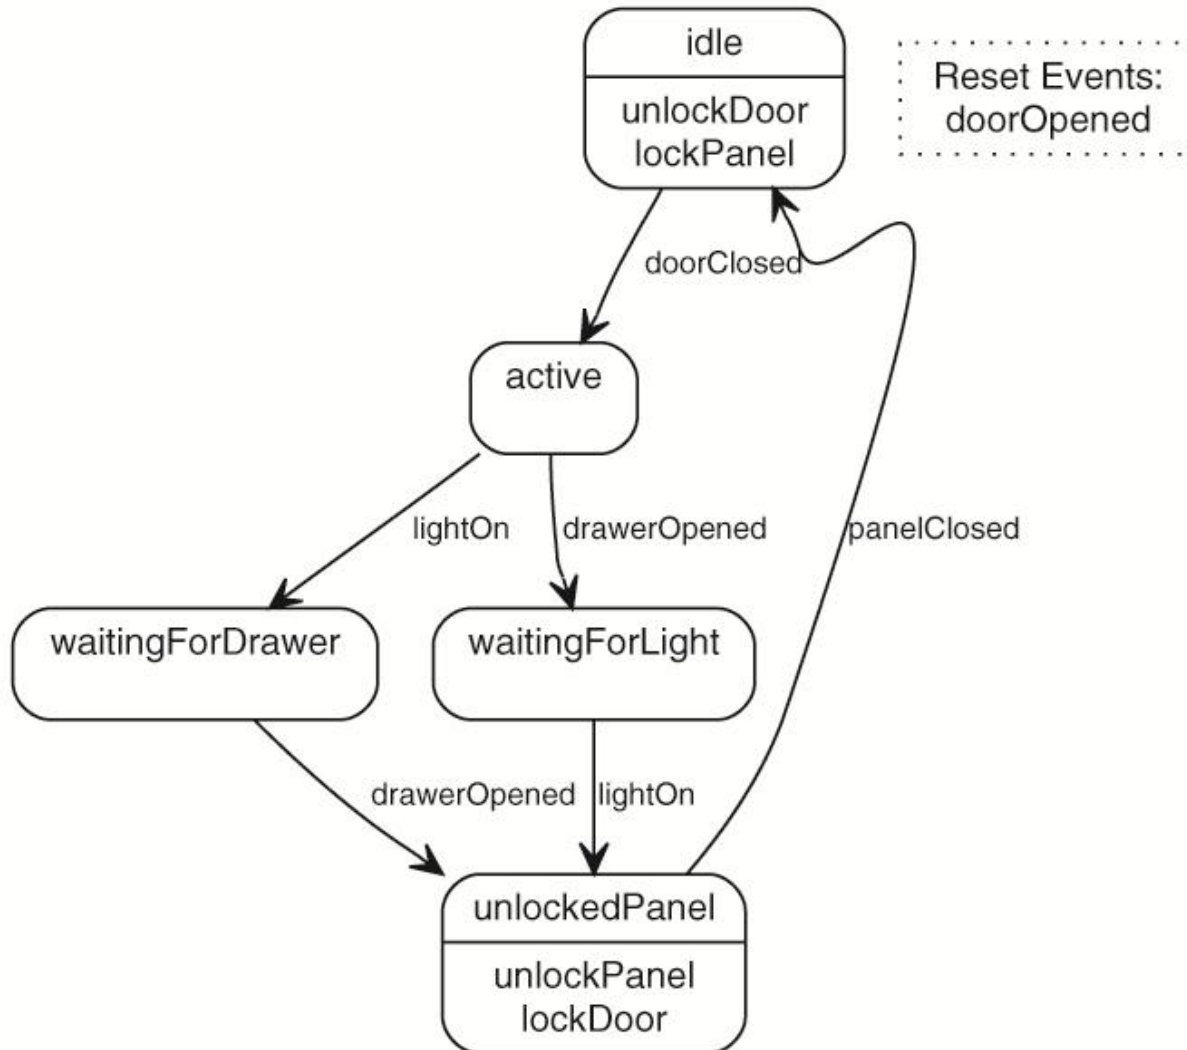 idle
unlockDoor
lockPanel
Reset Events:
doorOpened
doorClosed
active
lightOn
drawerOpened
panelClosed
waitingForDrawer
waitingForLight
drawerOpened
lightOn
unlockedPanel
unlockPanel
lockDoor